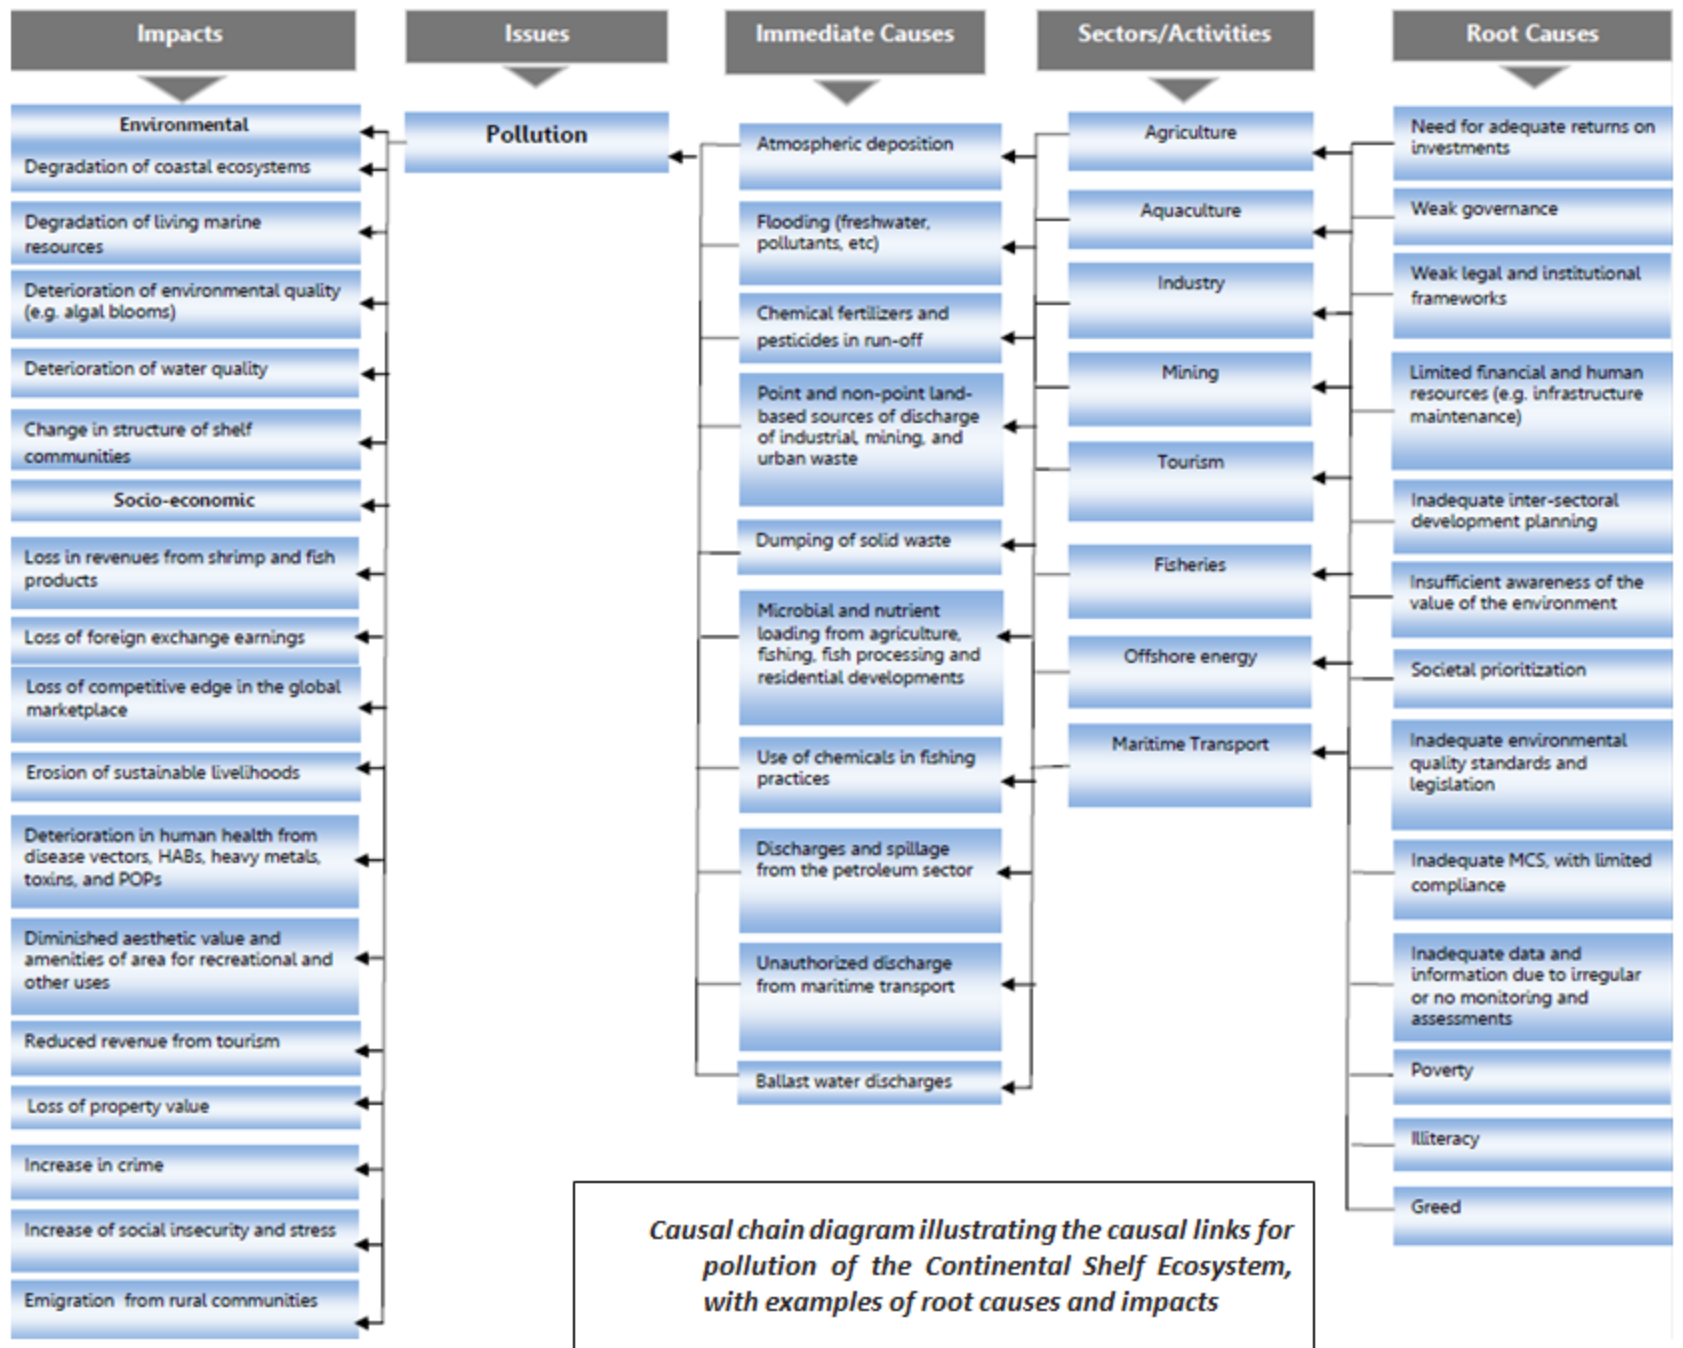 Impacts
Issues
Immediate Causes
Sectors/Activities
Root Causes
Environmental
Degradation of coastal ecosystems
Degradation of living marine
resources
Deterioration of environmental quality
(e.g. algal blooms)
Deterioration of water quality
Change in structure of shelf
communities
Socio-economic
Loss in revenues from shrimp and fish
products
Loss of foreign exchange earnings
Loss of competitive edge in the global
marketplace
Erosion of sustainable livelihoods
Deterioration in human health from
disease vectors, HABs, heavy metals,
toxins, and POPs
Diminished aesthetic value and
amenities of area for recreational and
other uses
Reduced revenue from tourism
Loss of property value
Increase in crime
Increase of social insecurity and stress
Emigration from rural communities
Pollution
Atmospheric deposition
Flooding (freshwater,
pollutants, etc)
Chemical fertilizers and
pesticides in run-off
Point and non-point land-
based sources of discharge
of industrial, mining, and
urban waste
Dumping of solid waste
Microbial and nutrient
loading from agriculture,
fishing, fish processing and
residential developments
Use of chemicals in fishing
practices
Discharges and spillage
from the petroleum sector
Unauthorized discharge
from maritime transport
Ballast water discharges
Agriculture
Aquaculture
Industry
Mining
Tourism
Fisheries
Offshore energy
Maritime Transport
Need for adequate returns on
investments
Weak governance
Weak legal and institutional
frameworks
Limited financial and human
resources (e.g. infrastructure
maintenance)
Inadequate inter-sectoral
development planning
Insufficient awareness of the
value of the environment
Societal prioritization
Inadequate environmental
quality standards and
legislation
Inadequate MCS, with limited
compliance
Inadequate data and
information due to irregular
or no monitoring and
assessments
Poverty
Illiteracy
Greed
Causal chain diagram illustrating the causal links for
pollution of the Continental Shelf Ecosystem,
with examples of root causes and impacts